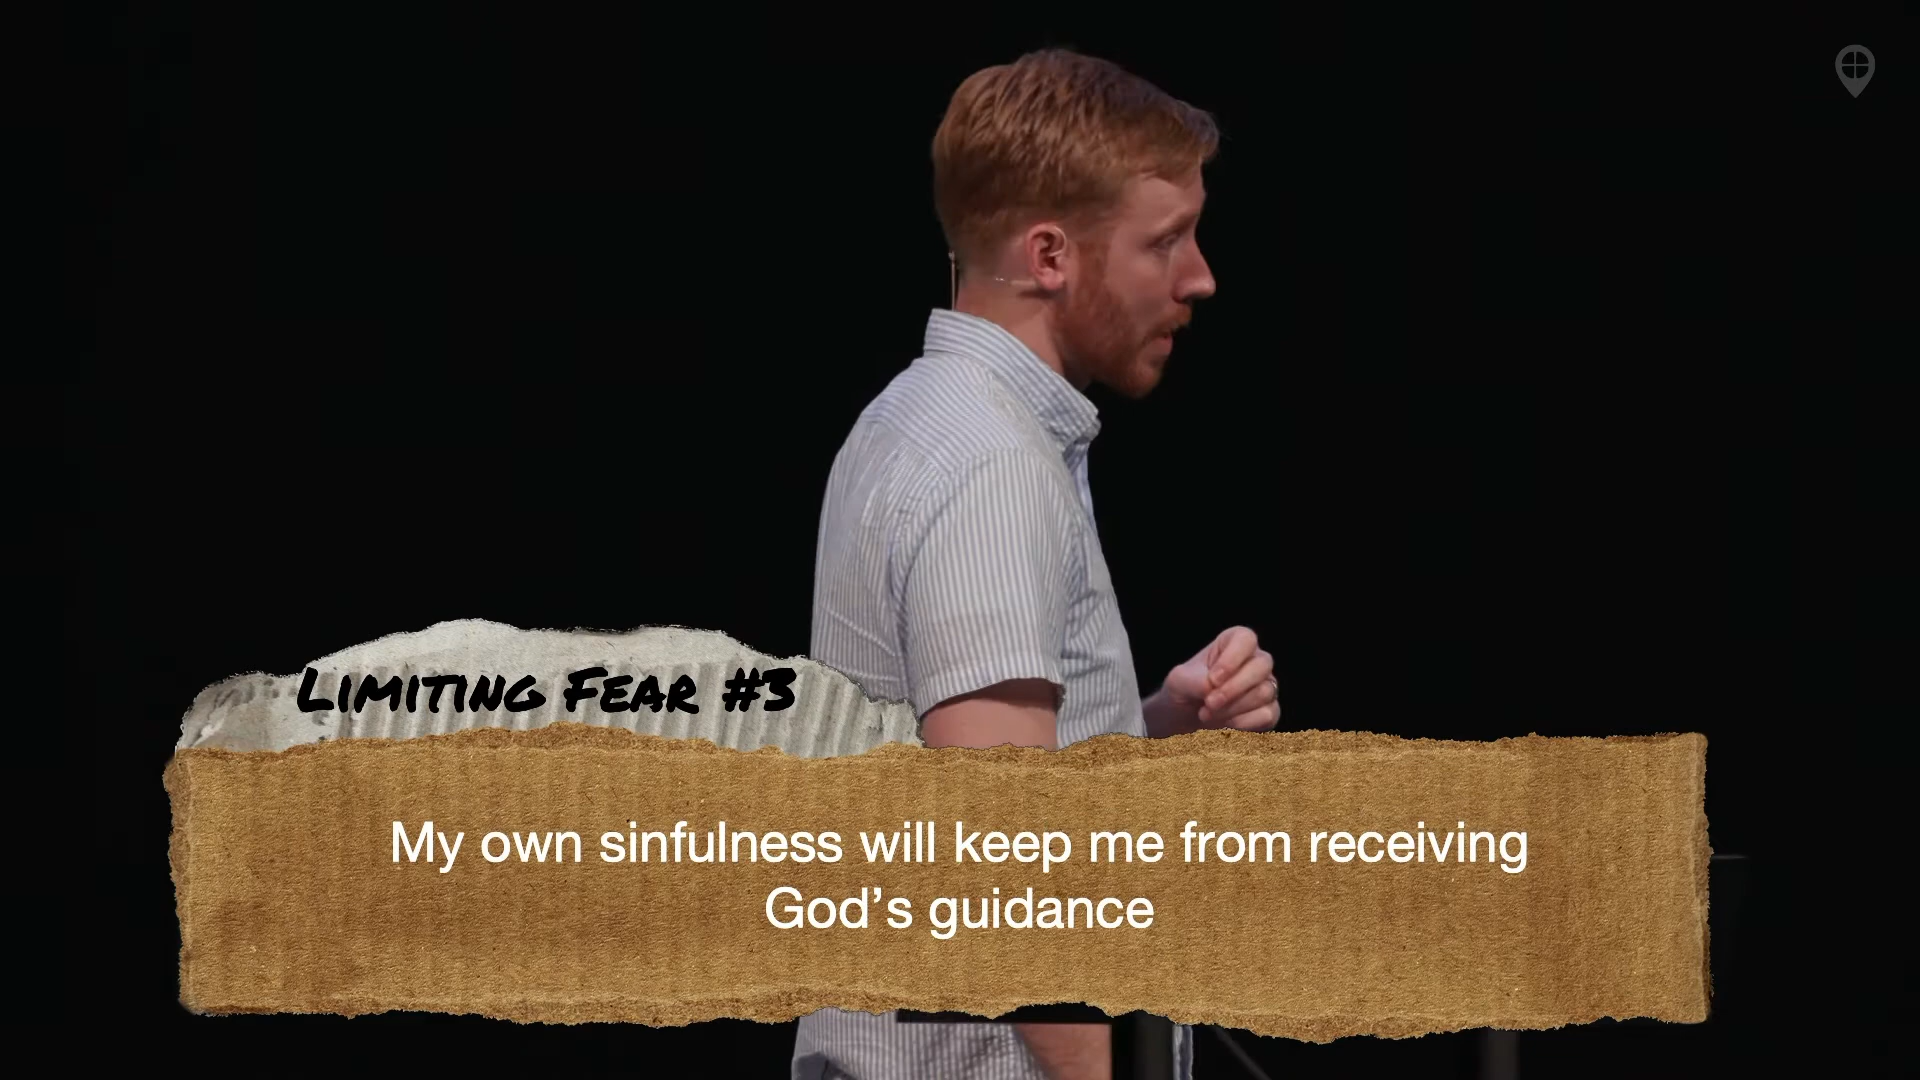 Limiting Fear #3
My own sinfulness will keep me from receiving
God’s guidance